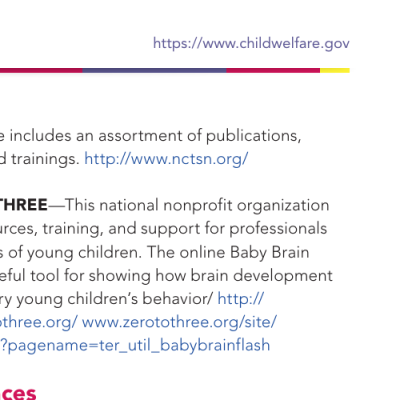 https://www.childwelfare.gov
e includes an assortment of publications,
d trainings. http://www.nctsn.org/
THREE—This national nonprofit organization
urces, training, and support for professionals
s of young children. The online Baby Brain
eful tool for showing how brain development
ry young children’s behavior/ http://
othree.org/ www.zerotothree.org/site/
?pagename=ter_util_babybrainflash
ces